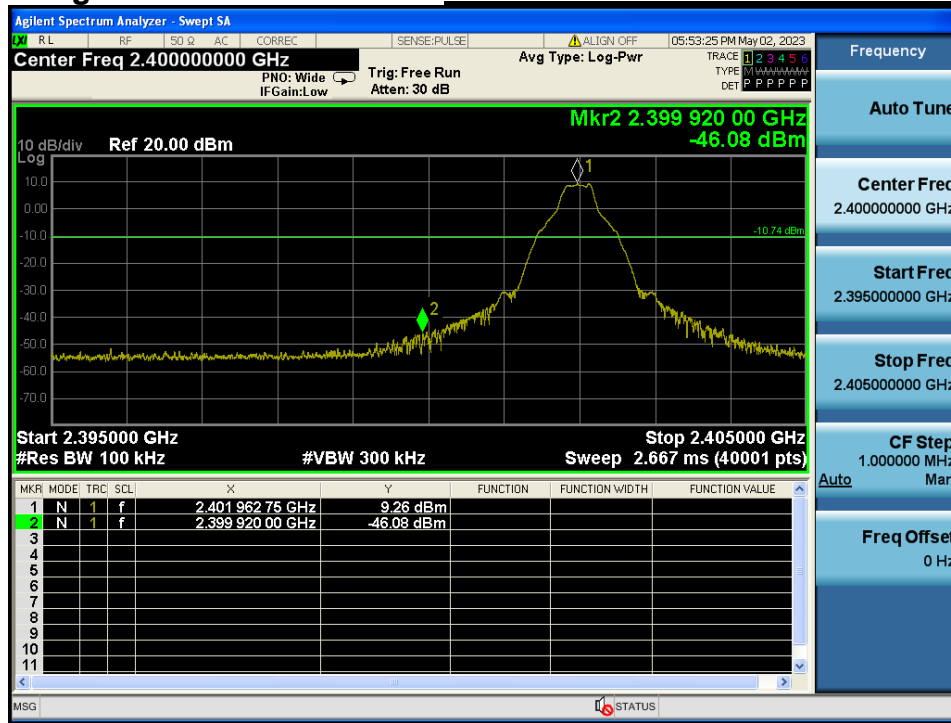 Agilent Spectrum Analyzer - Swept SA
LXI RL RF 50 Ω AC CORREC SENSE:PULSE ALIGN OFF 05:53:25 PM May 02, 2023
Center Freq 2.400000000 GHz
PNO: Wide
IFGain:Low
Trig: Free Run
Atten: 30 dB
Avg Type: Log-Pwr
TRACE 1 2 3 4 5 6
TYPE M
DET P P P P P P
Mkr2 2.399 920 00 GHz
-46.08 dBm
10 dB/div Ref 20.00 dBm
Log
10.0
0.00
-10.0
-20.0
-30.0
-40.0
-50.0
-60.0
-70.0
1
-10.74 dBm
2
Start 2.395000 GHz Stop 2.405000 GHz
#Res BW 100 kHz #VBW 300 kHz Sweep 2.667 ms (40001 pts)
MKR MODE TRC SCL X Y FUNCTION FUNCTION WIDTH FUNCTION VALUE
1 N 1 f 2.401 962 75 GHz 9.26 dBm
2 N 1 f 2.399 920 00 GHz -46.08 dBm
3
4
5
6
7
8
9
10
11
MSG STATUS
Frequency
Auto Tune
Center Freq
2.400000000 GHz
Start Freq
2.395000000 GHz
Stop Freq
2.405000000 GHz
CF Step
1.000000 MHz
Auto Man
Freq Offset
0 Hz